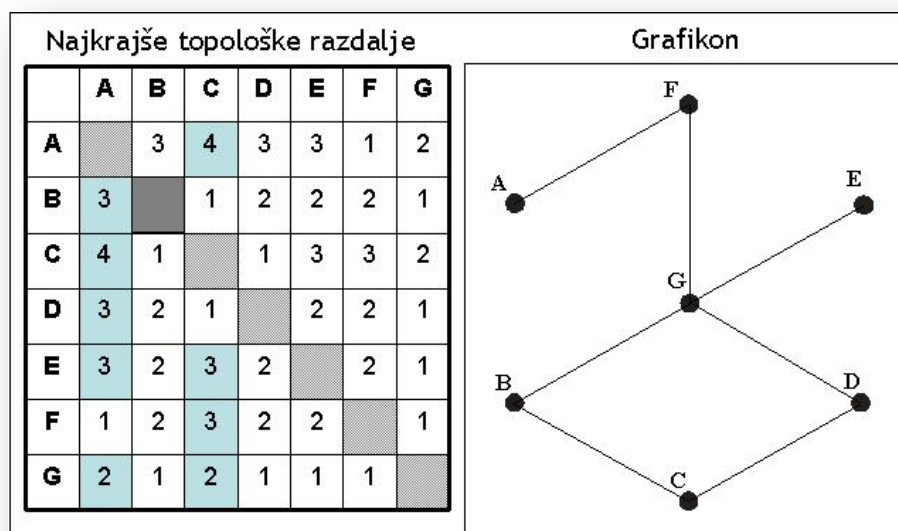 Najkrajše topološke razdalje
A B C D E F G
A 3 4 3 3 1 2
B 3 1 2 2 2 1
C 4 1 1 3 3 2
D 3 2 1 2 2 1
E 3 2 3 2 2 1
F 1 2 3 2 2 1
G 2 1 2 1 1 1
Grafikon
F
A
E
G
B
D
C